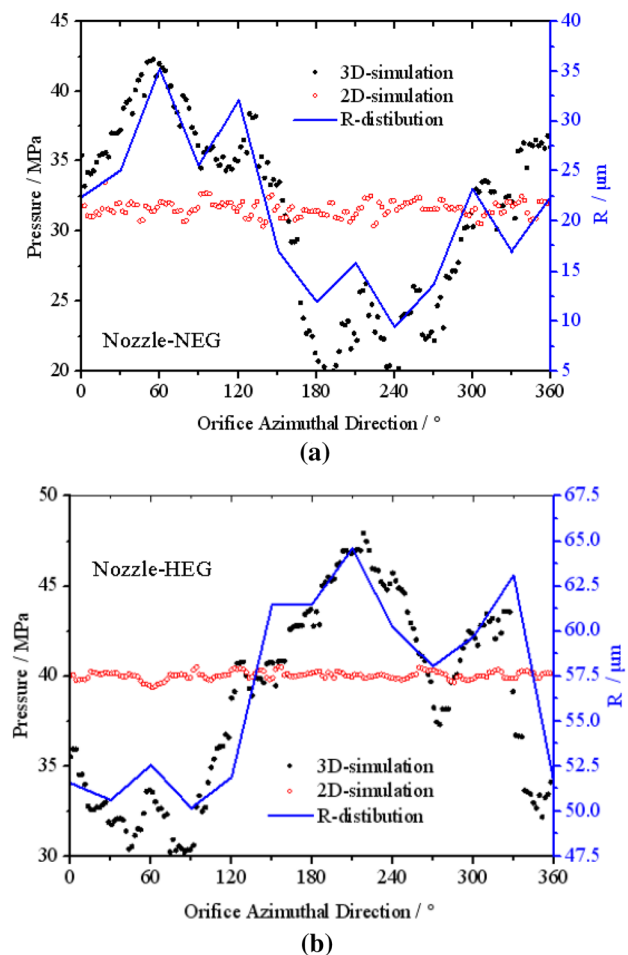 3D-simulation
2D-simulation
R-distibution
Nozzle-NEG
Pressure / MPa
45
40
35
30
25
20
R / µm
40
35
30
25
20
15
10
5
0 60 120 180 240 300 360
Orifice Azimuthal Direction / °
(a)
Nozzle-HEG
3D-simulation
2D-simulation
R-distibution
Pressure / MPa
50
45
40
35
30
R / µm
67.5
65.0
62.5
60.0
57.5
55.0
52.5
50.0
47.5
0 60 120 180 240 300 360
Orifice Azimuthal Direction / °
(b)